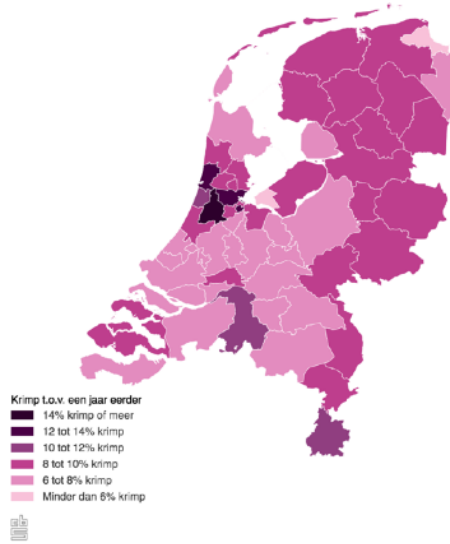 Krimp t.o.v. een jaar eerder
14% krimp of meer
12 tot 14% krimp
10 tot 12% krimp
8 tot 10% krimp
6 tot 8% krimp
Minder dan 6% krimp